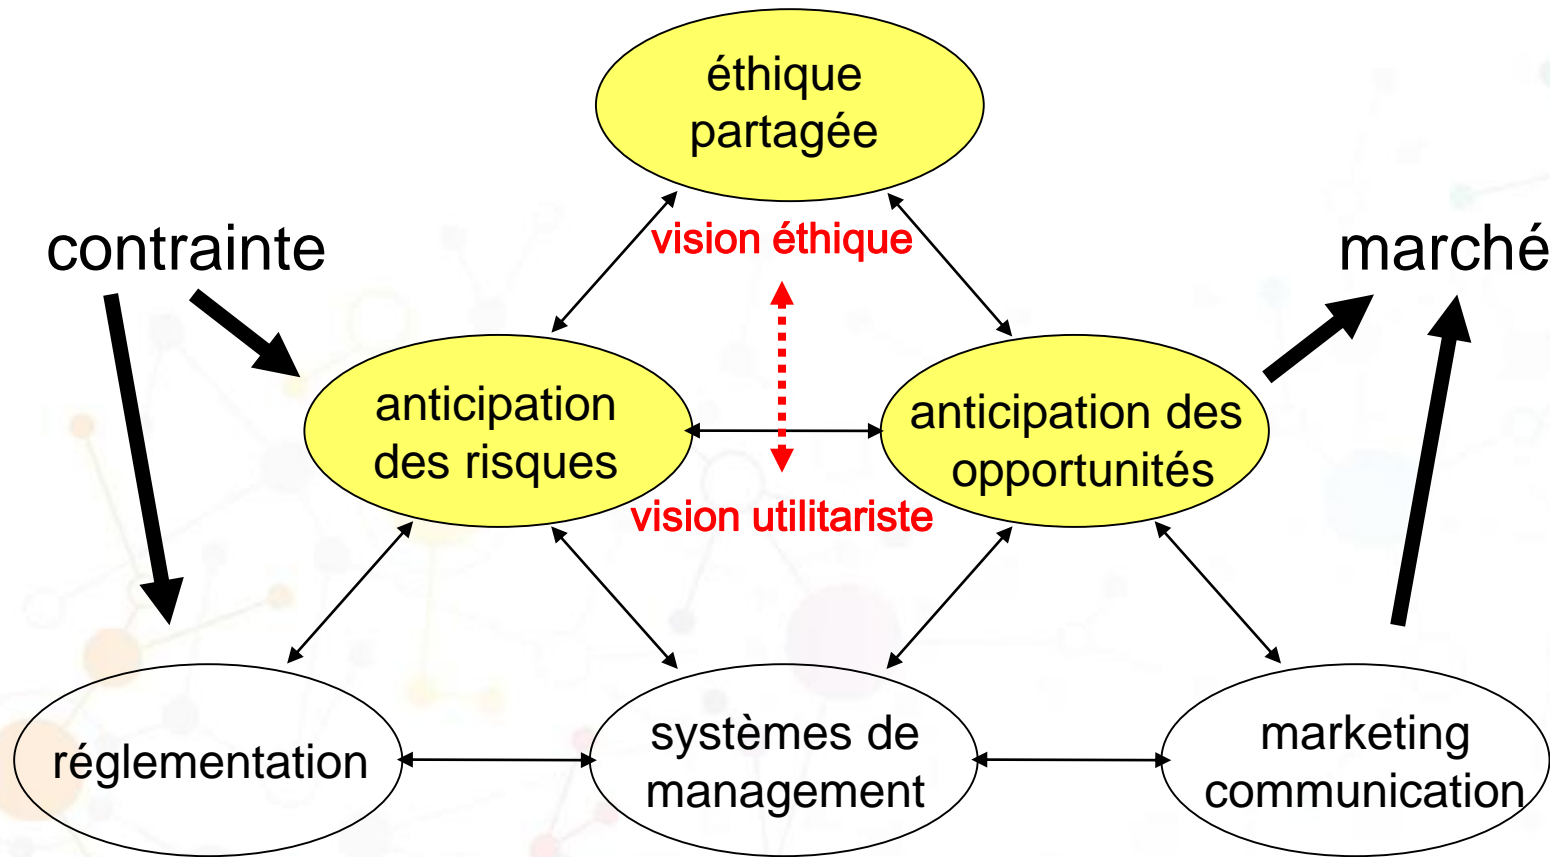 éthique
partagée
contrainte
vision éthique
marché
anticipation
des risques
anticipation des
opportunités
vision utilitariste
réglementation
systèmes de
management
marketing
communication